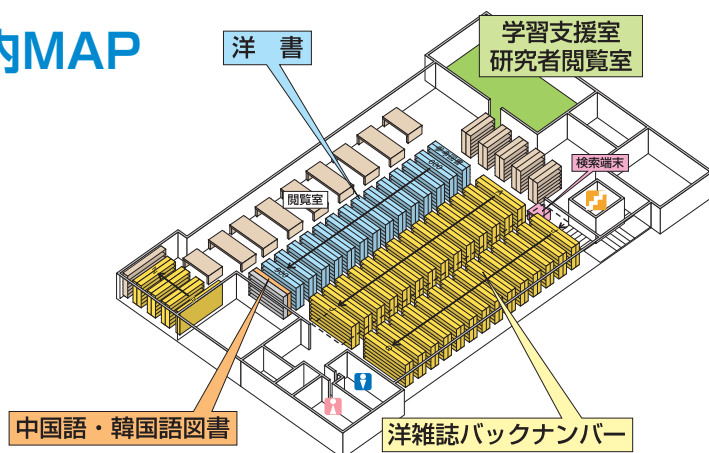 内MAP
洋 書
学習支援室
研究者閲覧室
検索端末
閲覧室
中国語・韓国語図書
洋雑誌バックナンバー